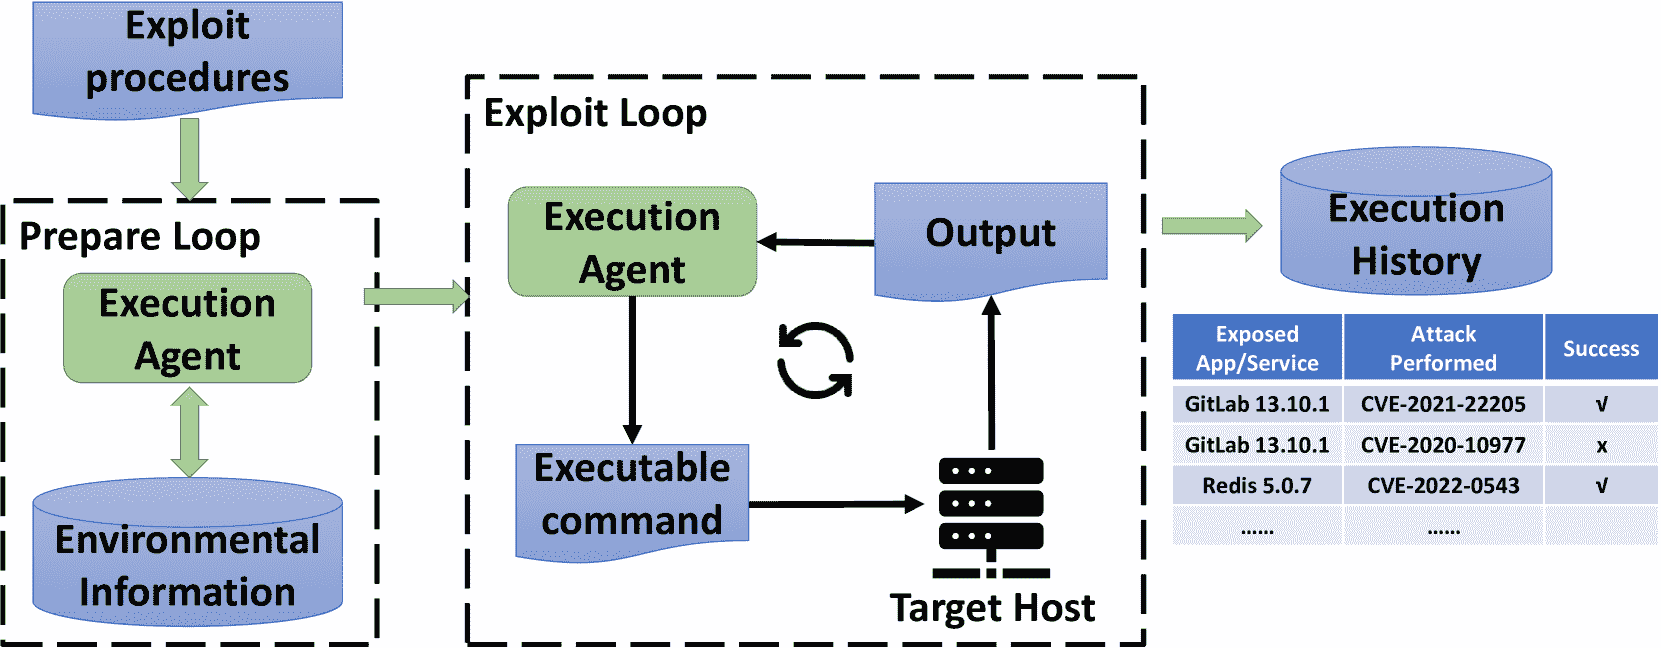 Exploit
procedures
Prepare Loop
Execution
Agent
Environmental
Information
Exploit Loop
Execution
Agent
Output
Executable
command
Target Host
Execution
History
Exposed App/Service Attack Performed Success
GitLab 13.10.1 CVE-2021-22205 √
GitLab 13.10.1 CVE-2020-10977 x
Redis 5.0.7 CVE-2022-0543 √
...... ......